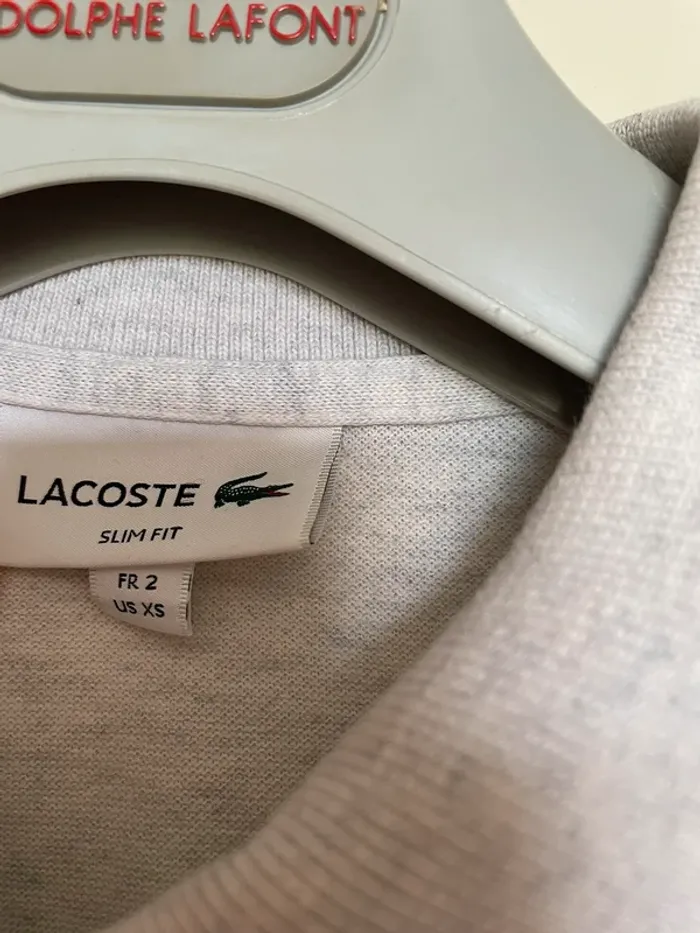 DOLPHE LAFONT
LACOSTE
SLIM FIT
FR 2
US XS